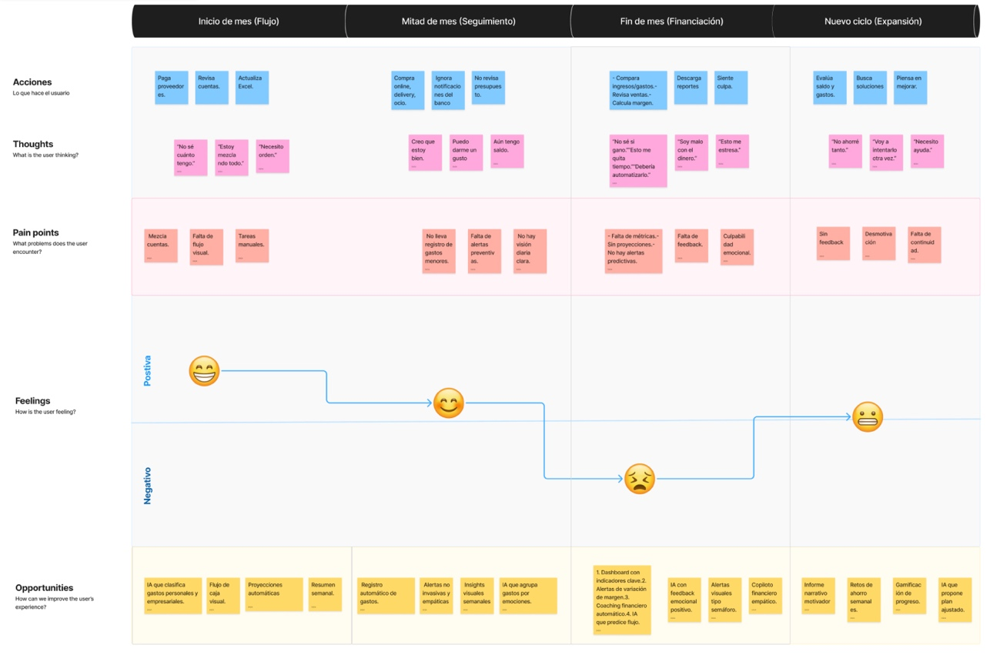 Inicio de mes (Flujo)
Mitad de mes (Seguimiento)
Fin de mes (Financiación)
Nuevo ciclo (Expansión)
Acciones
Lo que hace el usuario
Paga
proveedor
es.
Revisa
cuentas.
Actualiza
Excel.
Compra
online,
delivery,
ocio.
Ignora
notificacio
nes del
banco
No revisa
presupues
to.
- Compara
ingresos/gastos.-
Revisa ventas.-
Calcula margen.
Descarga
reportes
Siente
culpa.
Evalúa
saldo y
gastos.
Busca
soluciones
Piensa en
mejorar.
Thoughts
What is the user thinking?
"No sé
cuánto
tengo."
"Estoy
mezcla
ndo todo."
"Necesito
orden."
Creo que
estoy
bien.
Puedo
darme un
gusto
Aún tengo
saldo.
"No sé si
gano.""Esto me
quita
tiempo.""Debería
automatizarlo."
"Soy malo
con el
dinero."
"Esto me
estresa."
"No ahorré
tanto."
"Voy a
intentarlo
otra vez."
"Necesito
ayuda."
Pain points
What problems does the user
encounter?
Mezcla
cuentas.
Falta de
flujo
visual.
Tareas
manuales.
No lleva
registro de
gastos
menores.
Falta de
alertas
preventiv
as.
No hay
visión
diaria
clara.
- Falta de métricas.-
Sin proyecciones.-
No hay alertas
predictivas.
Falta de
feedback.
Culpabili
dad
emocional.
Sin
feedback
Desmotiva
ción
Falta de
continuid
ad.
Feelings
How is the user feeling?
Postiva
Negativo
Opportunities
How can we improve the user's
experience?
IA que clasifica
gastos personales y
empresariales.
Flujo de
caja
visual.
Proyecciones
automáticas
Resumen
semanal.
Registro
automático de
gastos.
Alertas no
invasivas y
empáticas
Insights
visuales
semanales
IA que agrupa
gastos por
emociones.
1. Dashboard con
indicadores clave.2.
Alertas de variación
de margen.3.
Coaching financiero
automático.4. IA
que predice flujo.
IA con
feedback
emocional
positivo.
Alertas
visuales
tipo
semáforo.
Copiloto
financiero
empático.
Informe
narrativo
motivador
Retos de
ahorro
semanal
es.
Gamificac
ión de
progreso.
IA que
propone
plan
ajustado.